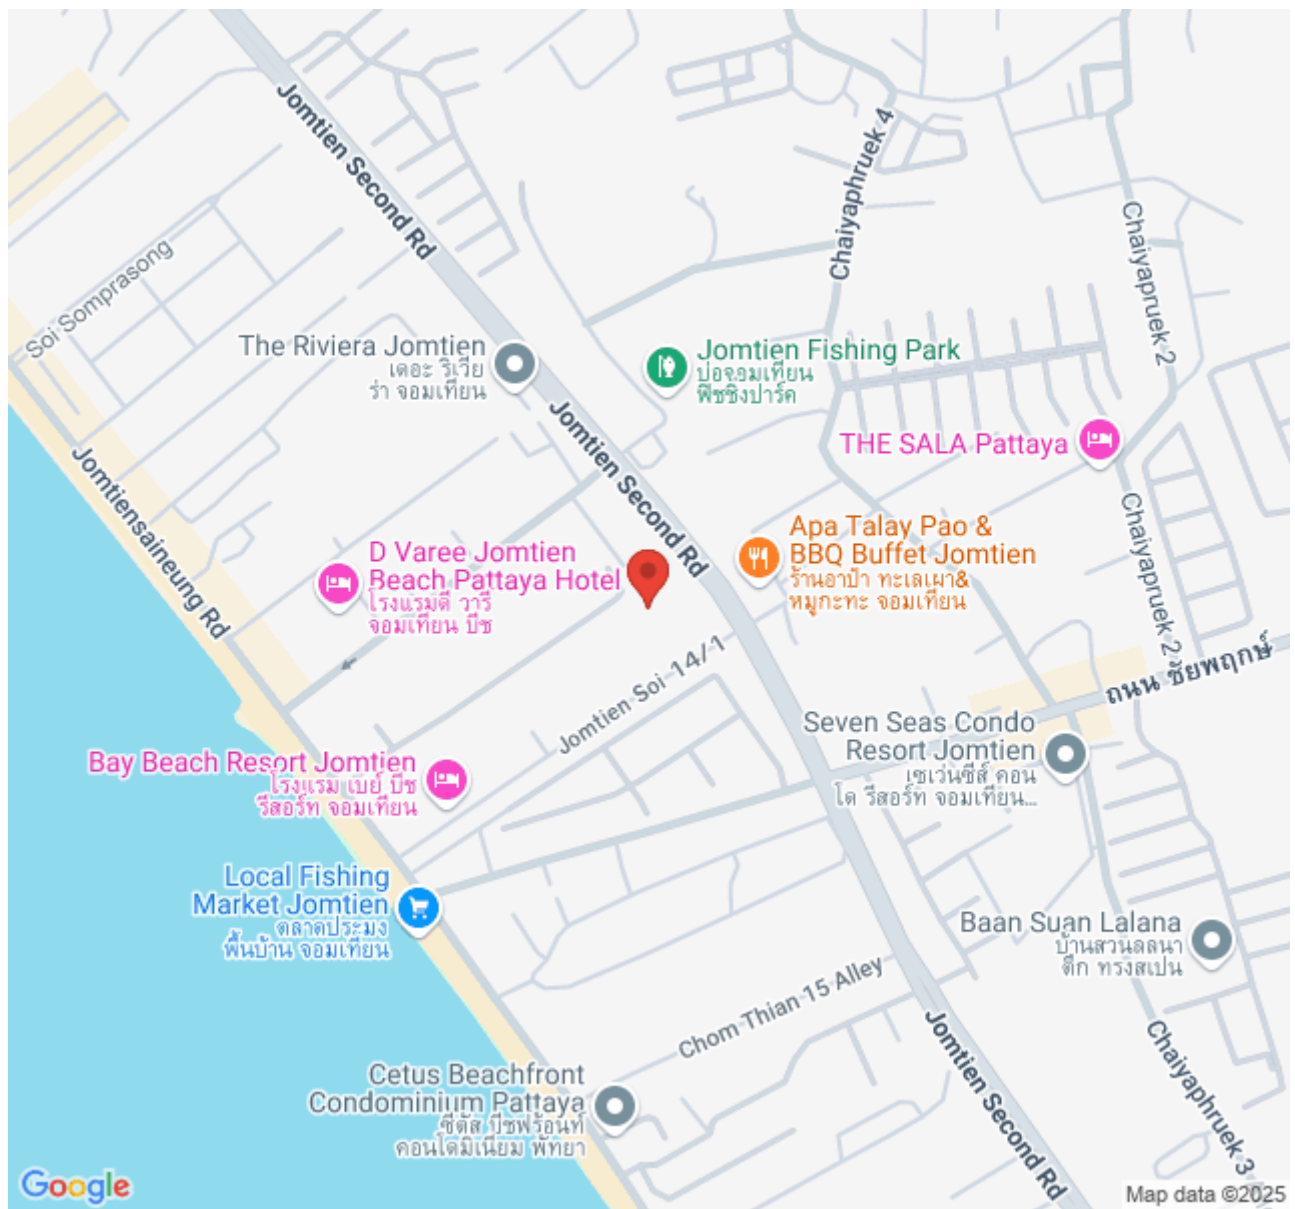 Jomtien Second Rd
Chaiyaphruek 4
Chaiyapruek 2
Soi Somprasong
The Riviera Jomtien
เดอะ ริเวีย
ร่า จอมเทียน
Jomtien Fishing Park
บ่อจอมเทียน
ฟิชชิ่งปาร์ค
Jomtien Second Rd
THE SALA Pattaya
Jomtiensaineung Rd
Chaiyapruek 2
Apa Talay Pao &
BBQ Buffet Jomtien
ร้านอาป๋า ทะเลเผา&
หมูกะทะ จอมเทียน
D Varee Jomtien
Beach Pattaya Hotel
โรงแรมดี วารี
จอมเทียน บีช
ถนน ชัยพฤกษ์
Jomtien Soi 14/1
Seven Seas Condo
Resort Jomtien
เซเว่นซีส์ คอน
โด รีสอร์ท จอมเทียน...
Bay Beach Resort Jomtien
โรงแรม เบย์ บีช
รีสอร์ท จอมเทียน
Local Fishing
Market Jomtien
ตลาดประมง
พื้นบ้าน จอมเทียน
Baan Suan Lalana
บ้านสวนลลนา
ตึก ทรงสเปน
Chom Thian 15 Alley
Jomtien Second Rd
Chaiyaphruek 3
Cetus Beachfront
Condominium Pattaya
ซีตัส บีชฟร้อนท์
คอนโดมิเนียม พัทยา
Google
Map data ©2025